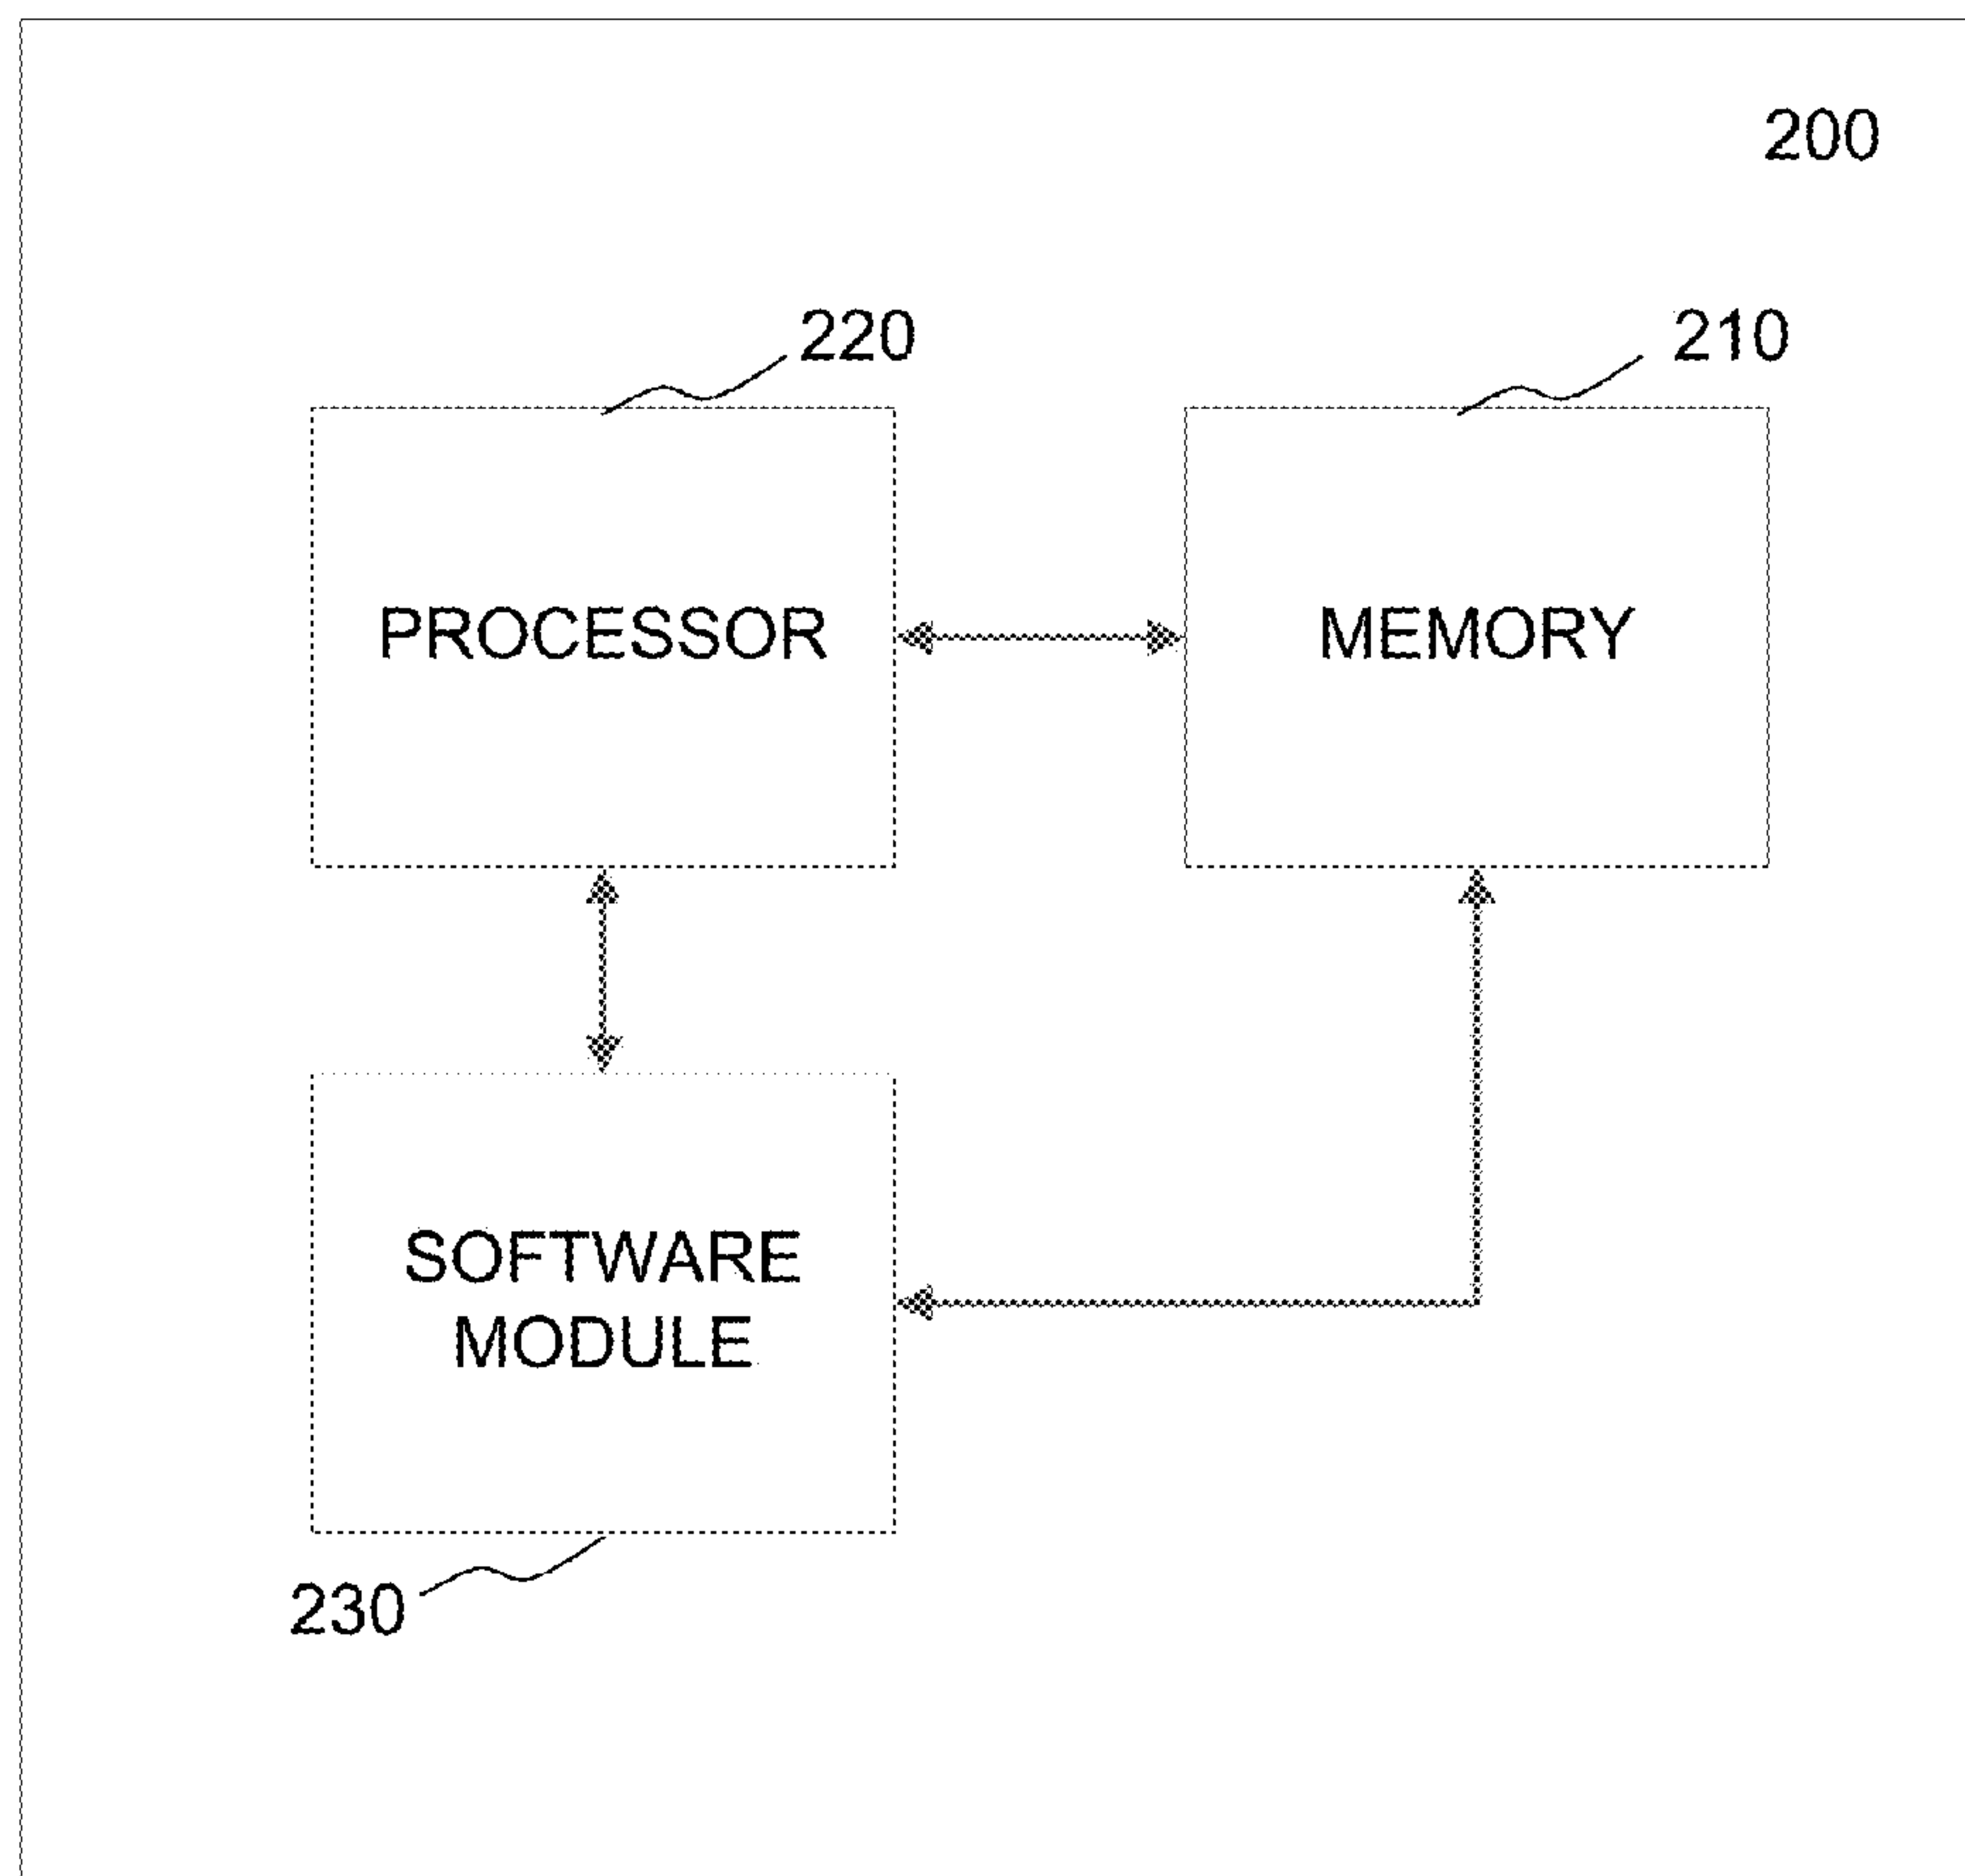 200
220
210
PROCESSOR
MEMORY
SOFTWARE
MODULE
230